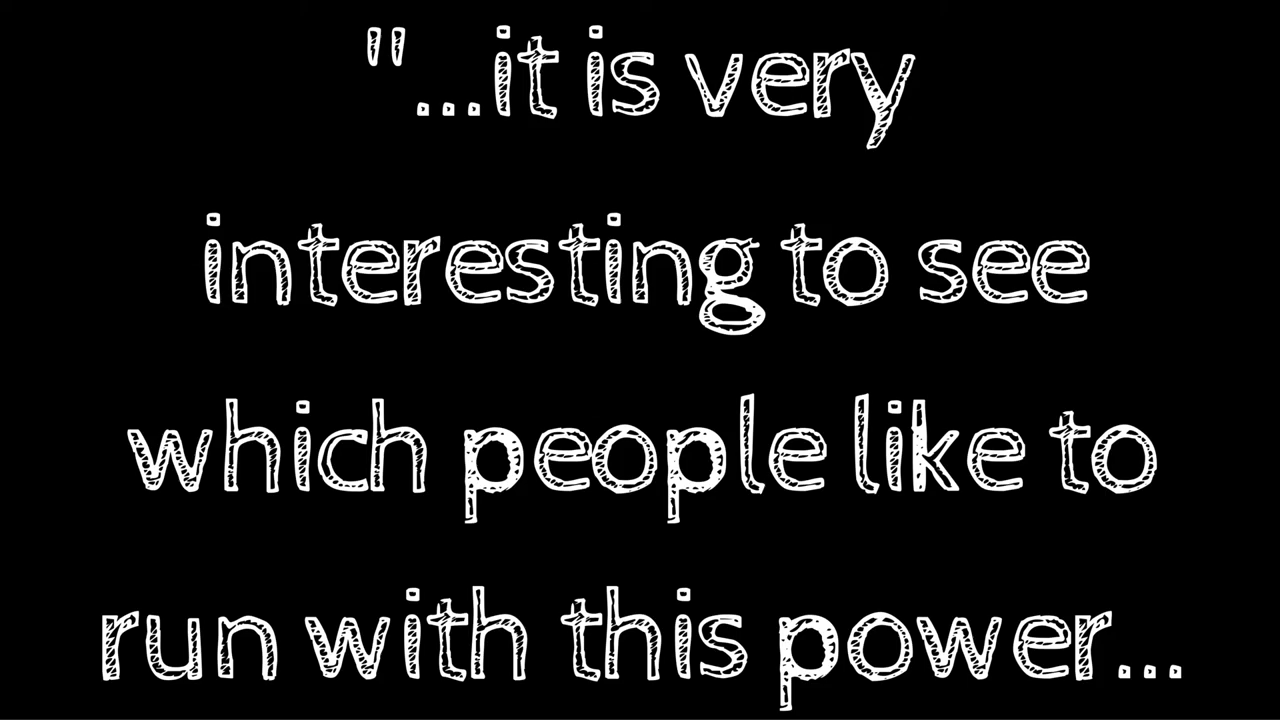 "...it is very
interesting to see
which people like to
run with this power...